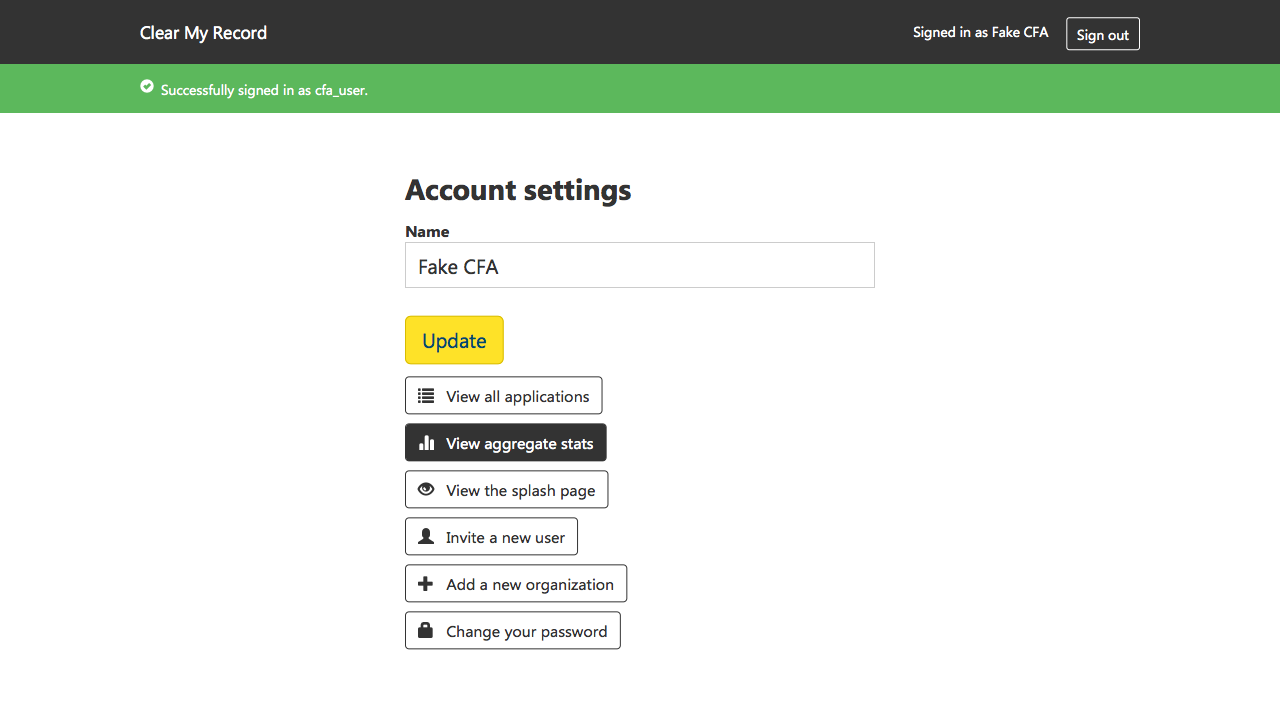 Clear My Record
Signed in as Fake CFA
Sign out
Successfully signed in as cfa_user.
Account settings
Name
Fake CFA
Update
View all applications
View aggregate stats
View the splash page
Invite a new user
Add a new organization
Change your password